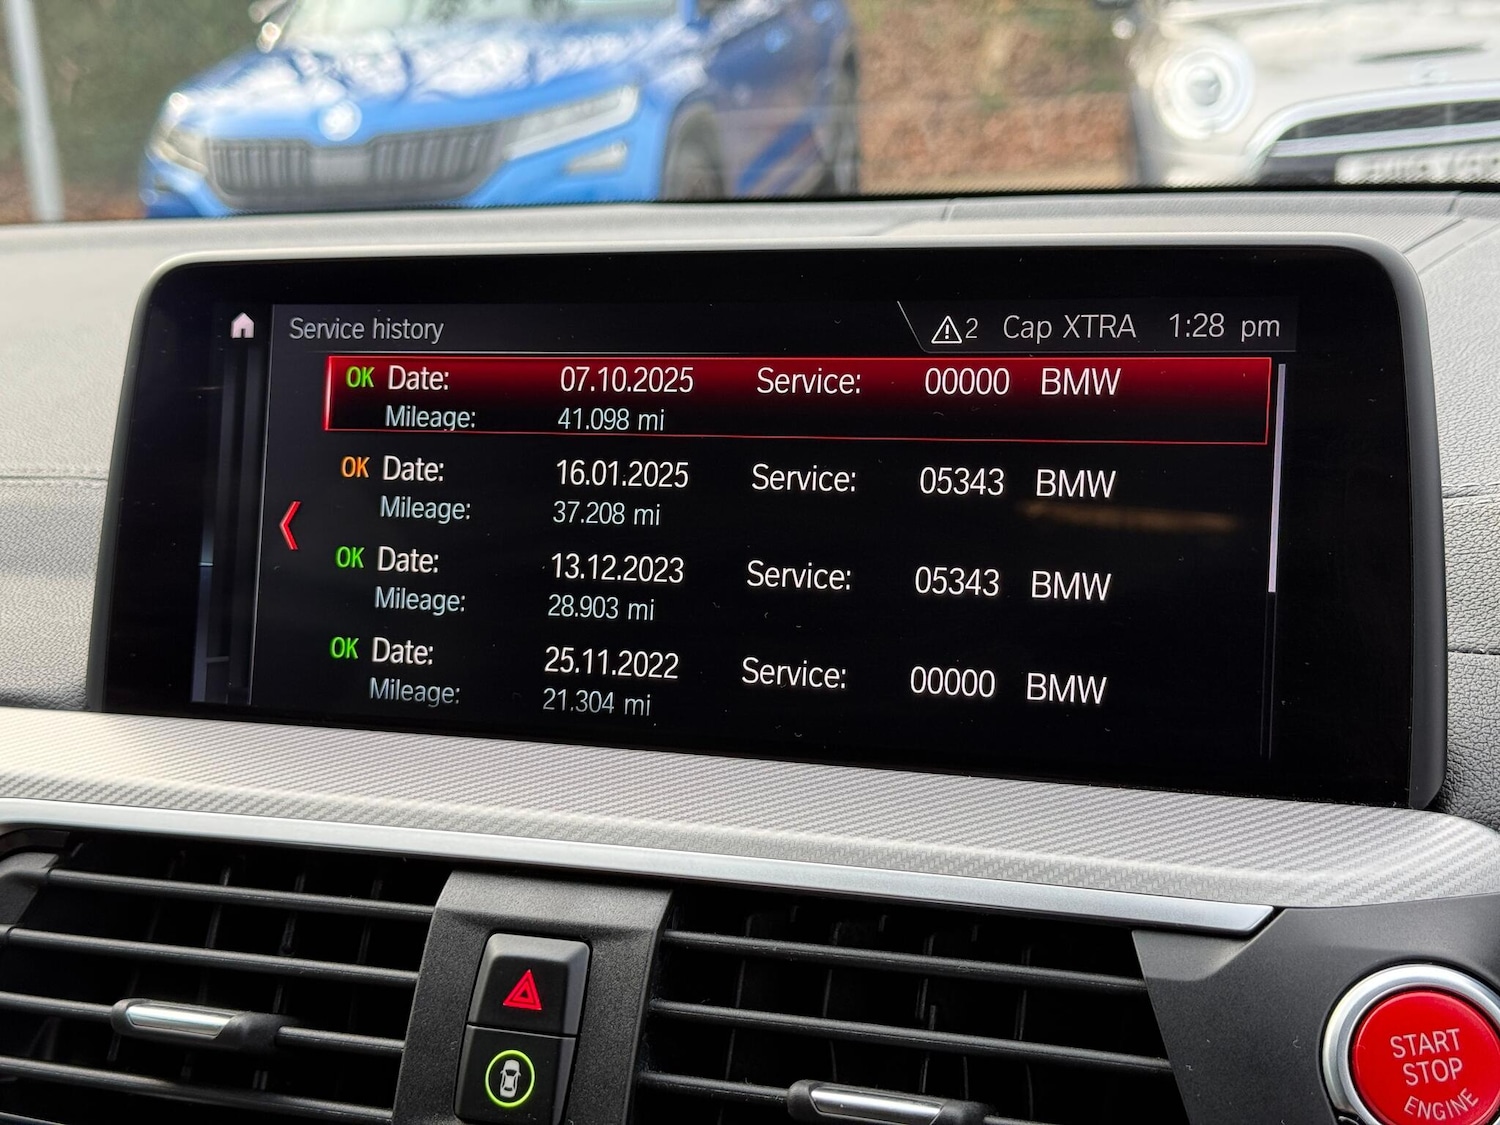 Service history
2 Cap XTRA 1:28 pm
OK Date: 07.10.2025 Service: 00000 BMW
Mileage: 41.098 mi
OK Date: 16.01.2025 Service: 05343 BMW
Mileage: 37.208 mi
OK Date: 13.12.2023 Service: 05343 BMW
Mileage: 28.903 mi
OK Date: 25.11.2022 Service: 00000 BMW
Mileage: 21.304 mi
START
STOP
ENGINE